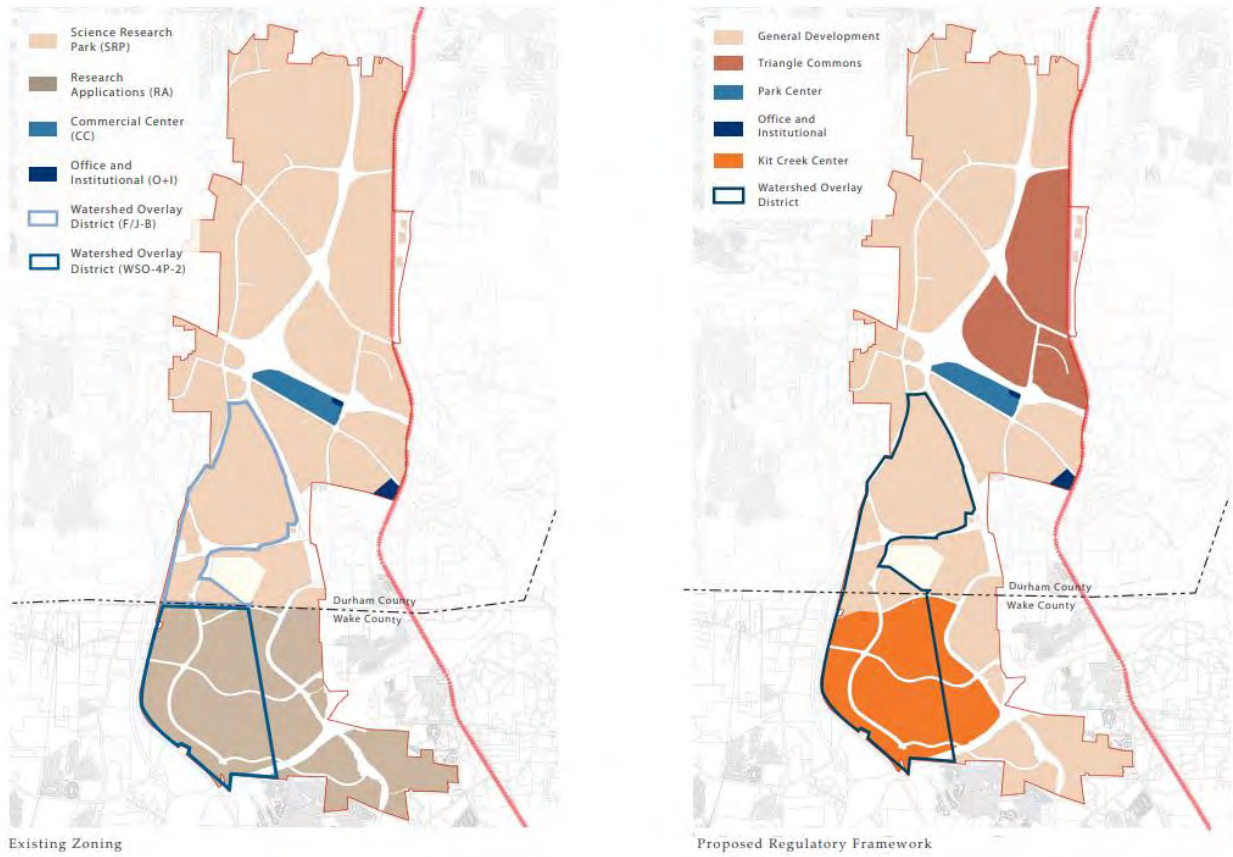 Science Research
Park (SRP)
Research
Applications (RA)
Commercial Center
(CC)
Office and
Institutional (O+I)
Watershed Overlay
District (F/J-B)
Watershed Overlay
District (WSO-4P-2)
Durham County
Wake County
Existing Zoning
General Development
Triangle Commons
Park Center
Office and
Institutional
Kit Creek Center
Watershed Overlay
District
Durham County
Wake County
Proposed Regulatory Framework